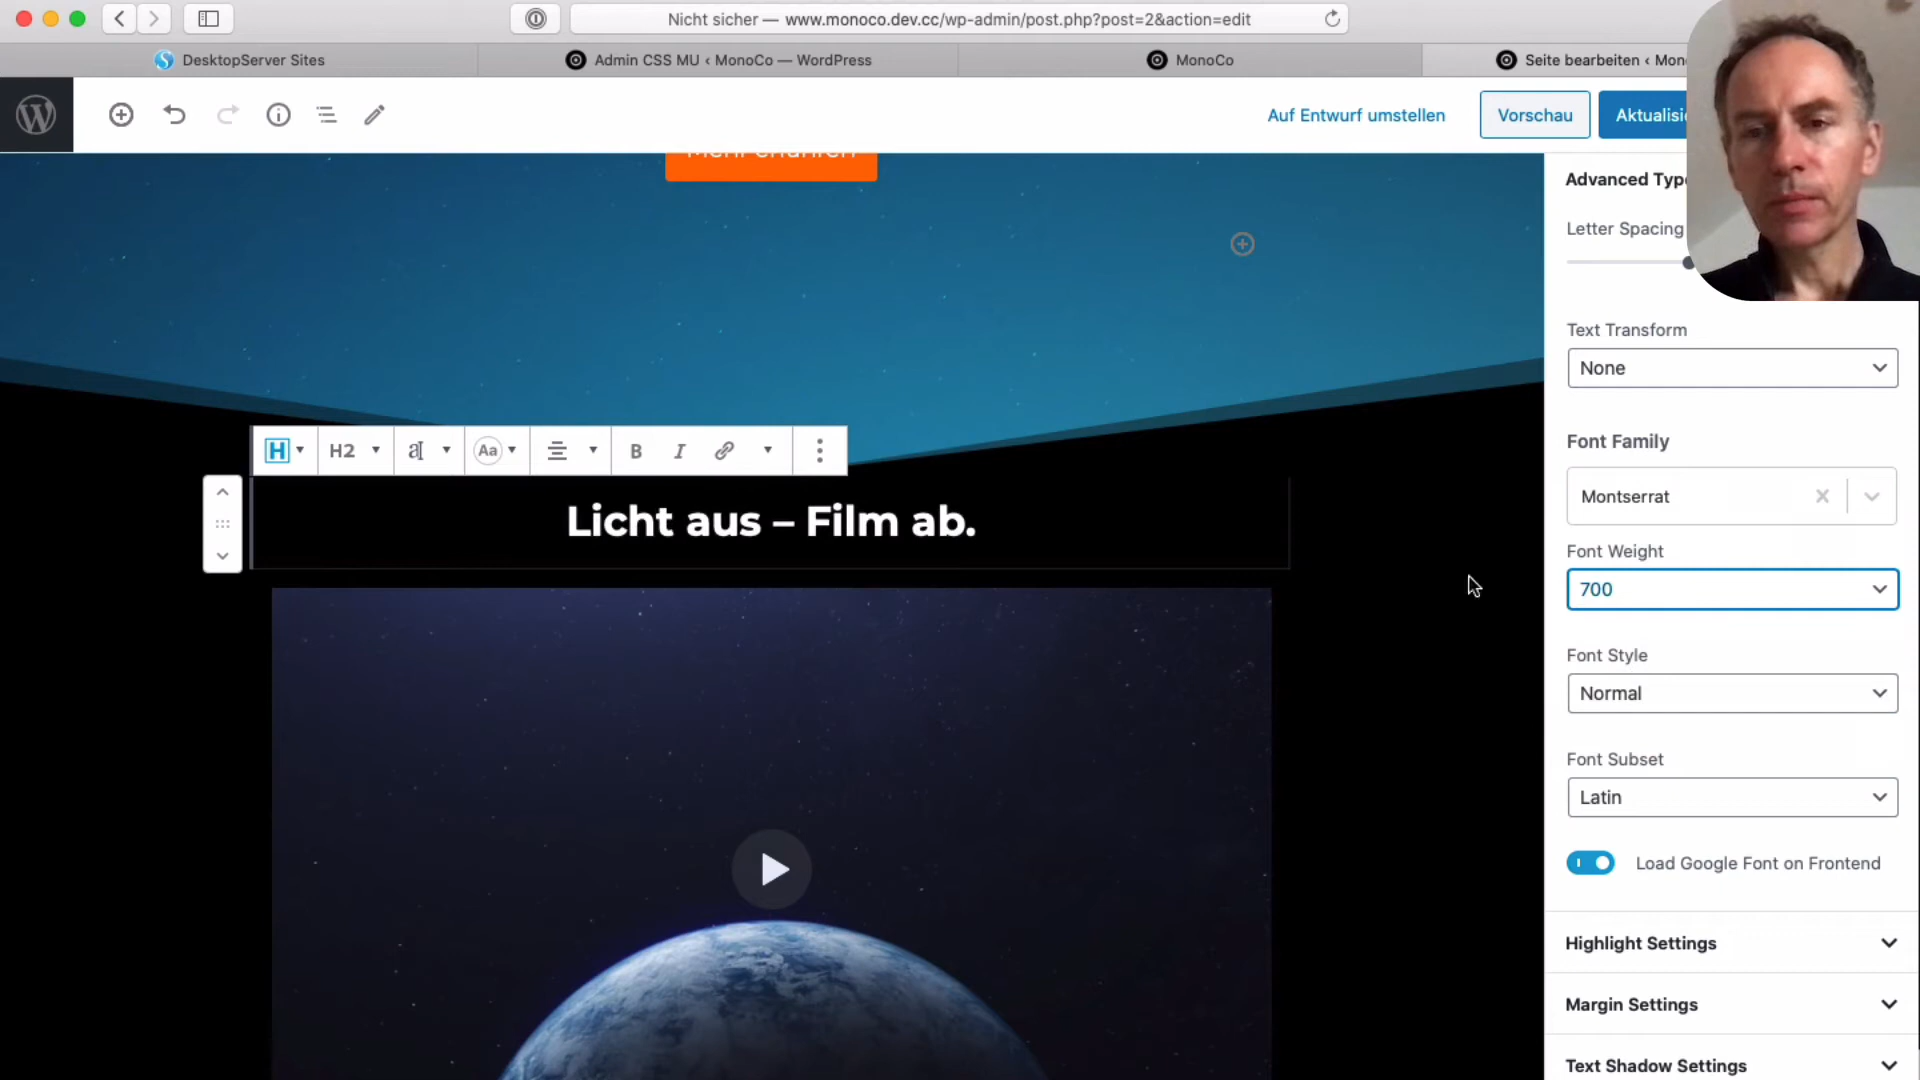 Nicht sicher — www.monoco.dev.cc/wp-admin/post.php?post=2&action=edit
DesktopServer Sites
Admin CSS MU ‹ MonoCo — WordPress
MonoCo
Seite bearbeiten ‹ Mon
Auf Entwurf umstellen
Vorschau
Aktualisie
Mehr erfahren
Advanced Typ
Letter Spacing
Text Transform
None
Font Family
H2
Aa
B
I
Montserrat
Licht aus – Film ab.
Font Weight
700
Font Style
Normal
Font Subset
Latin
Load Google Font on Frontend
Highlight Settings
Margin Settings
Text Shadow Settings